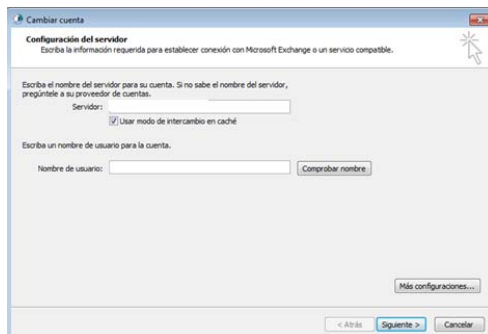 Cambiar cuenta
Configuración del servidor
Escriba la información requerida para establecer conexión con Microsoft Exchange o un servicio compatible.
Escriba el nombre del servidor para su cuenta. Si no sabe el nombre del servidor,
pregúntele a su proveedor de cuentas.
Servidor:
Usar modo de intercambio en caché
Escriba un nombre de usuario para la cuenta.
Nombre de usuario:
Comprobar nombre
Más configuraciones...
< Atrás
Siguiente >
Cancelar